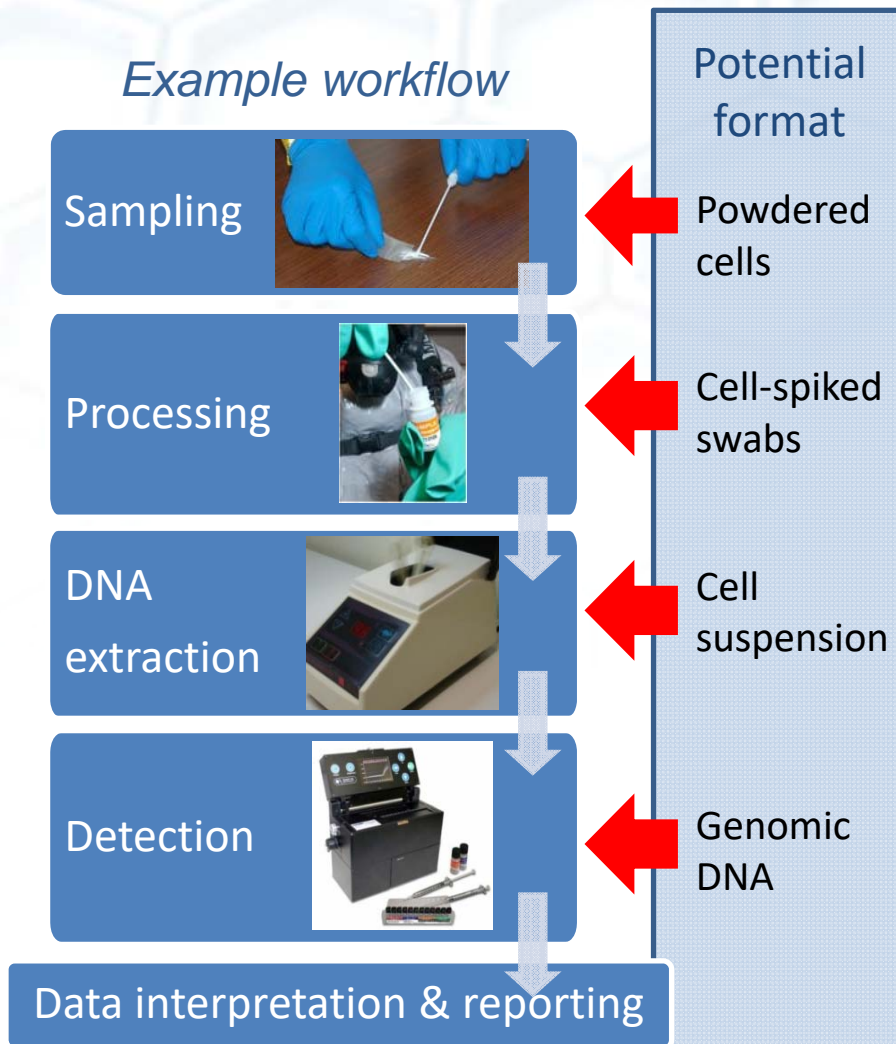 Example workflow
Potential
format
Sampling
Powdered
cells
Processing
Cell-spiked
swabs
DNA
extraction
Cell
suspension
Detection
Genomic
DNA
Data interpretation & reporting